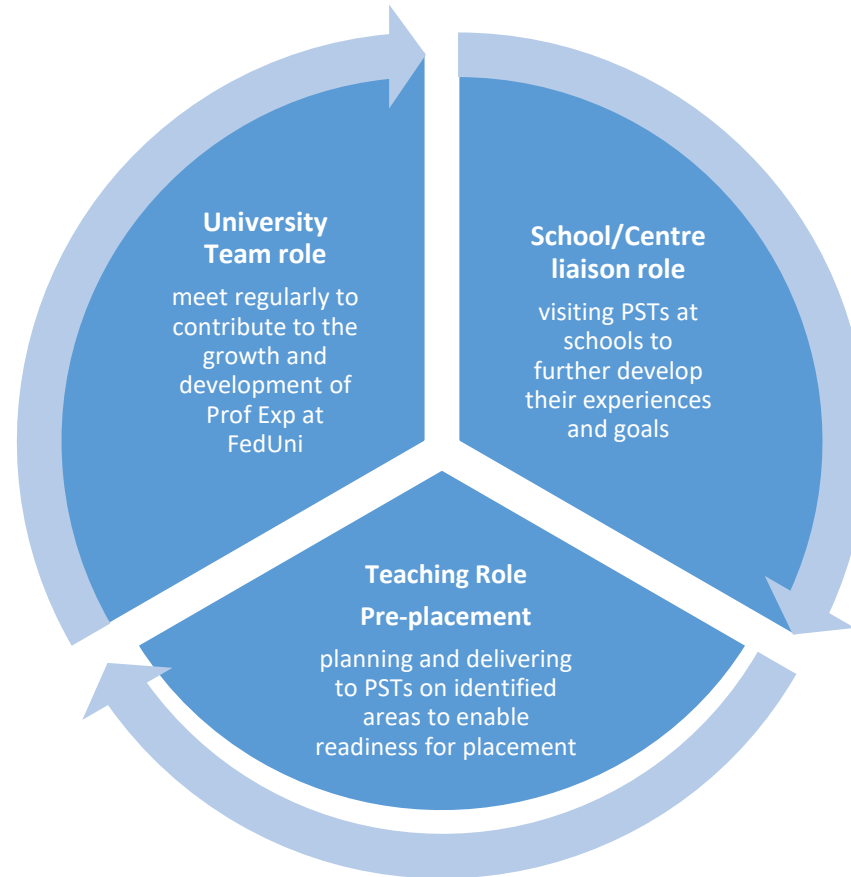 University
Team role
meet regularly to
contribute to the
growth and
development of
Prof Exp at
FedUni
School/Centre
liaison role
visiting PSTs at
schools to
further develop
their experiences
and goals
Teaching Role
Pre-placement
planning and delivering
to PSTs on identified
areas to enable
readiness for placement